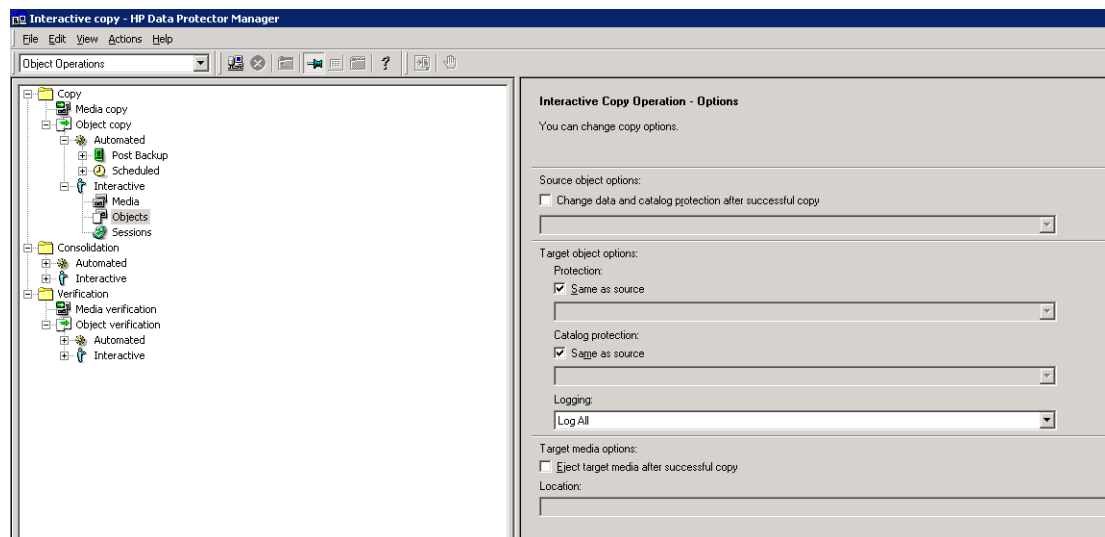 Interactive copy - HP Data Protector Manager
File Edit View Actions Help
Object Operations
Copy
Media copy
Object copy
Automated
Post Backup
Scheduled
Interactive
Media
Objects
Sessions
Consolidation
Automated
Interactive
Verification
Media verification
Object verification
Automated
Interactive
Interactive Copy Operation - Options
You can change copy options.
Source object options:
Change data and catalog protection after successful copy
Target object options:
Protection:
Same as source
Catalog protection:
Same as source
Logging:
Log All
Target media options:
Eject target media after successful copy
Location: